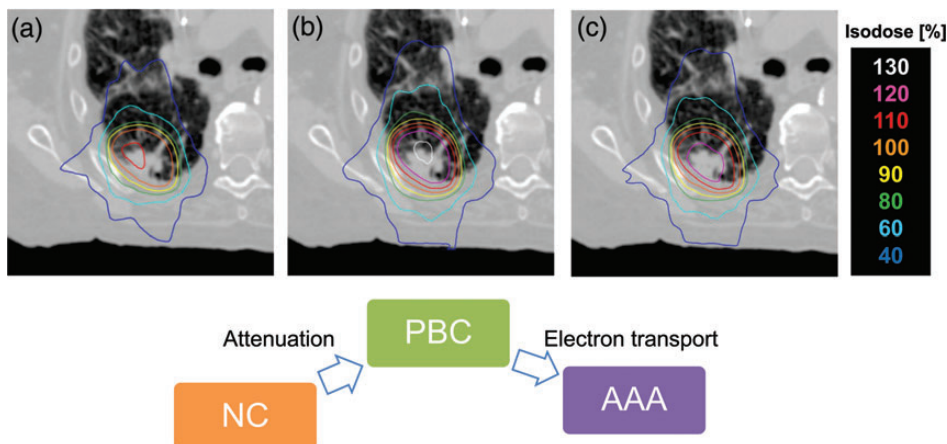 (a)
(b)
(c)
Isodose [%]
130
120
110
100
90
80
60
40
Attenuation
PBC
Electron transport
NC
AAA